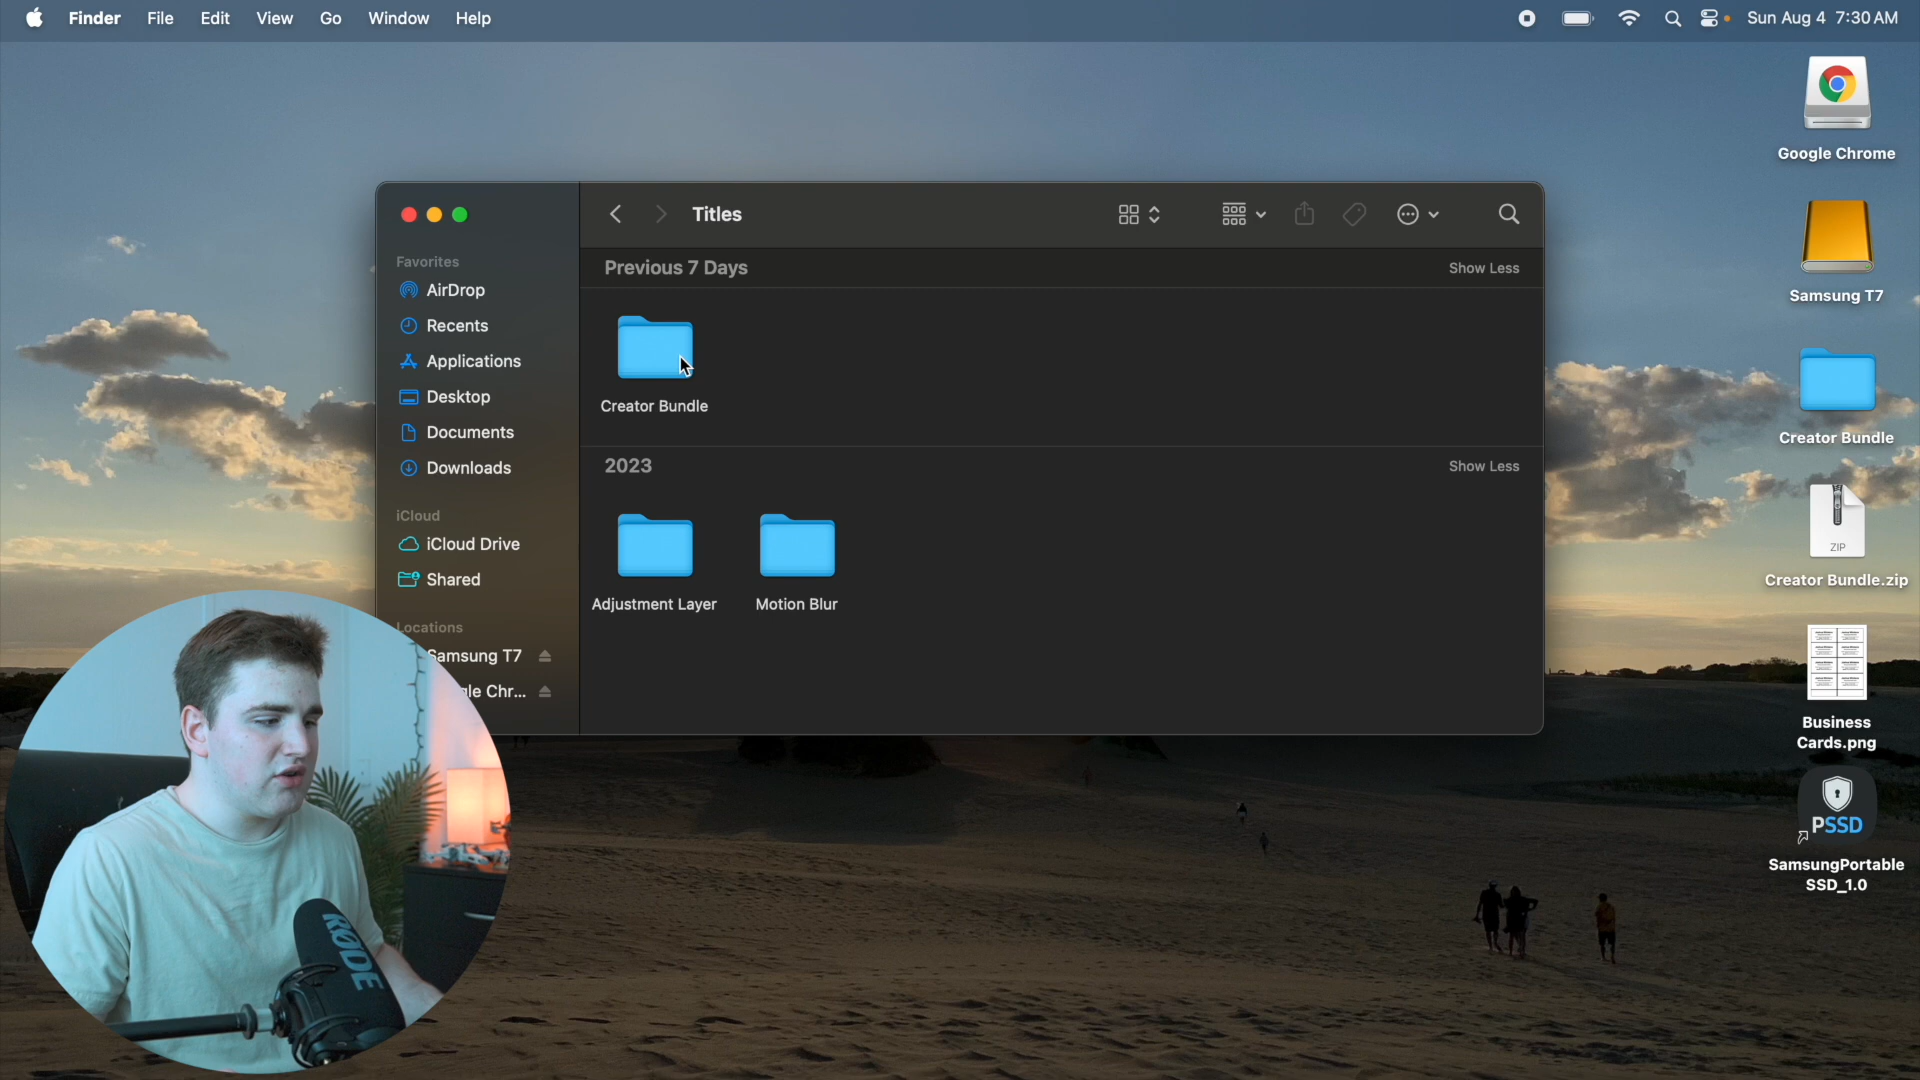 Finder File Edit View Go Window Help
Sun Aug 4 7:30 AM
Google Chrome
Samsung T7
Creator Bundle
ZIP
Creator Bundle.zip
Business
Cards.png
PSSD
SamsungPortable
SSD_1.0
Favorites
AirDrop
Recents
Applications
Desktop
Documents
Downloads
iCloud
iCloud Drive
Shared
Locations
Samsung T7
le Chr...
Titles
Previous 7 Days Show Less
Creator Bundle
2023 Show Less
Adjustment Layer Motion Blur
RØDE